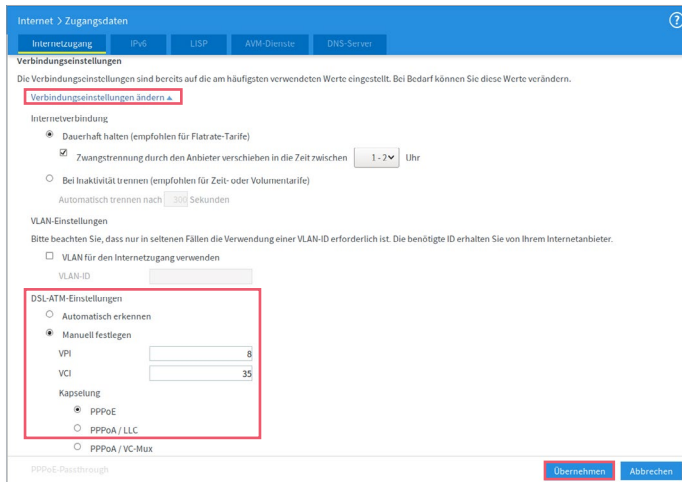 Internet > Zugangsdaten
Internetzugang IPv6 LISP AVM-Dienste DNS-Server
Verbindungseinstellungen
Die Verbindungseinstellungen sind bereits auf die am häufigsten verwendeten Werte eingestellt. Bei Bedarf können Sie diese Werte verändern.
Verbindungseinstellungen ändern ▲
Internetverbindung
Dauerhaft halten (empfohlen für Flatrate-Tarife)
Zwangstrennung durch den Anbieter verschieben in die Zeit zwischen 1 - 2 Uhr
Bei Inaktivität trennen (empfohlen für Zeit- oder Volumentarife)
Automatisch trennen nach 300 Sekunden
VLAN-Einstellungen
Bitte beachten Sie, dass nur in seltenen Fällen die Verwendung einer VLAN-ID erforderlich ist. Die benötigte ID erhalten Sie von Ihrem Internetanbieter.
VLAN für den Internetzugang verwenden
VLAN-ID
DSL-ATM-Einstellungen
Automatisch erkennen
Manuell festlegen
VPI 8
VCI 35
Kapselung
PPPoE
PPPoA / LLC
PPPoA / VC-Mux
PPPoE-Passthrough Übernehmen Abbrechen